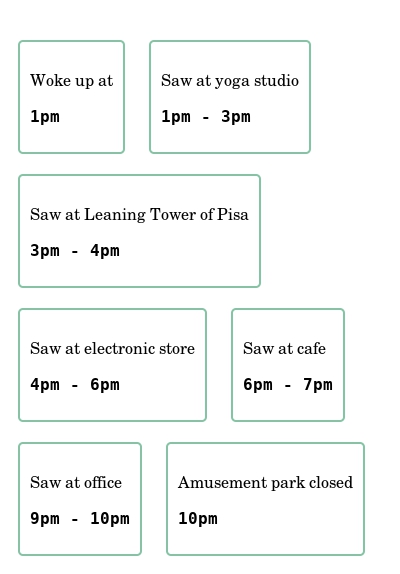 Woke up at
1pm
Saw at yoga studio
1pm - 3pm
Saw at Leaning Tower of Pisa
3pm - 4pm
Saw at electronic store
4pm - 6pm
Saw at cafe
6pm - 7pm
Saw at office
9pm - 10pm
Amusement park closed
10pm